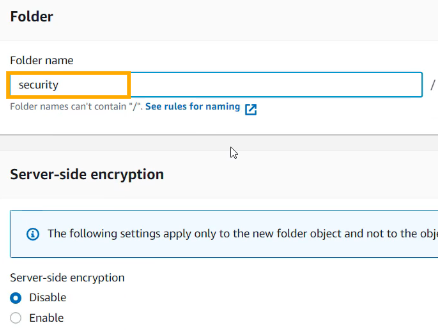 Folder
Folder name
security
/
Folder names can't contain "/". See rules for naming
Server-side encryption
The following settings apply only to the new folder object and not to the
Server-side encryption
Disable
Enable